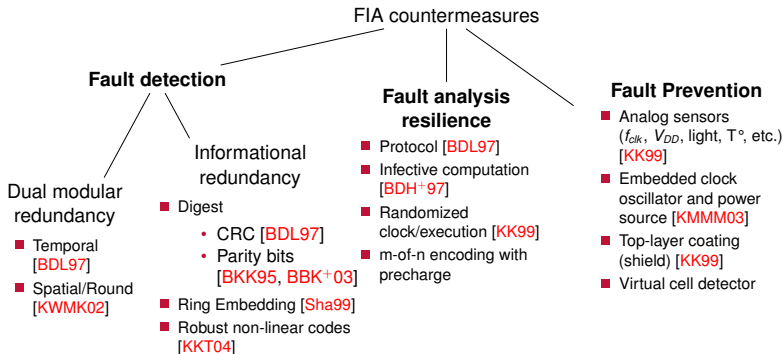 FIA countermeasures
Fault detection
Dual modular
redundancy
Temporal
[BDL97]
Spatial/Round
[KWMK02]
Informational
redundancy
Digest
CRC [BDL97]
Parity bits
[BKK95, BBK+03]
Ring Embedding [Sha99]
Robust non-linear codes
[KKT04]
Fault analysis
resilience
Protocol [BDL97]
Infective computation
[BDH+97]
Randomized
clock/execution [KK99]
m-of-n encoding with
precharge
Fault Prevention
Analog sensors
(fclk, VDD, light, T°, etc.)
[KK99]
Embedded clock
oscillator and power
source [KMMM03]
Top-layer coating
(shield) [KK99]
Virtual cell detector